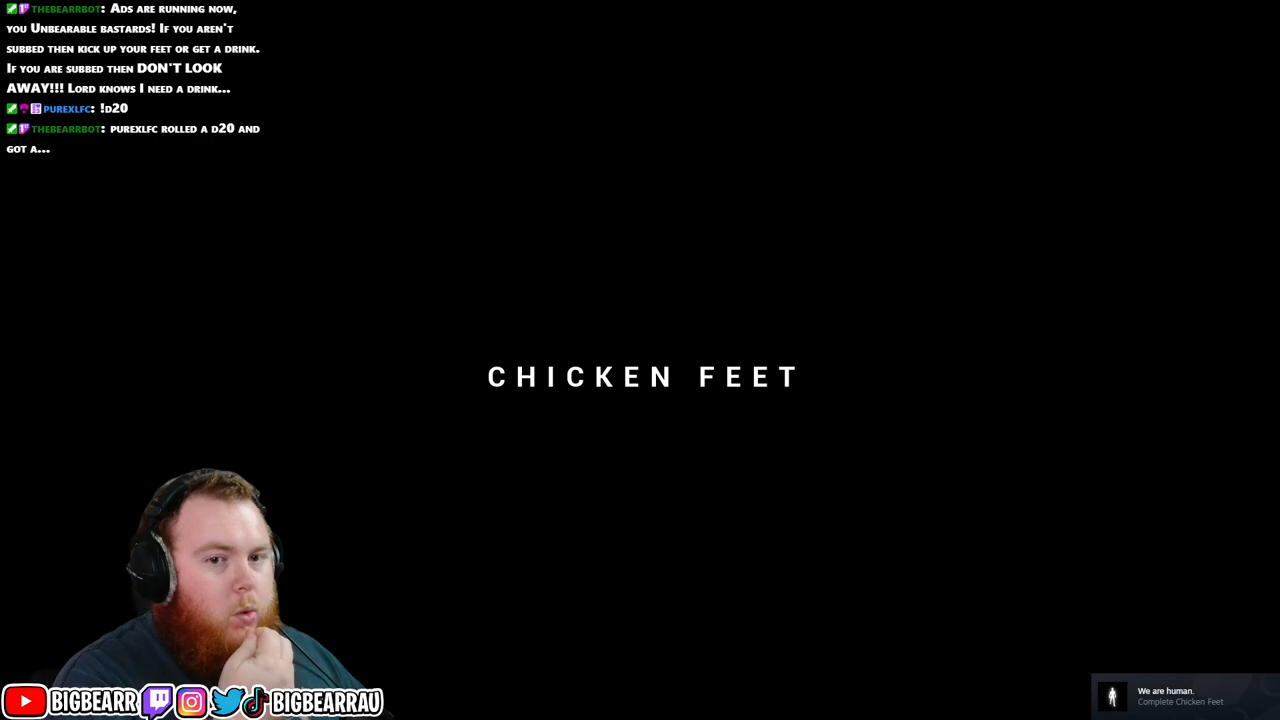 THEBEARRBOT: ADS ARE RUNNING NOW,
YOU UNBEARABLE BASTARDS! IF YOU AREN'T
SUBBED THEN KICK UP YOUR FEET OR GET A DRINK.
IF YOU ARE SUBBED THEN DON'T LOOK
AWAY!!! LORD KNOWS I NEED A DRINK...
PUREXLFC: !D20
THEBEARRBOT: PUREXLFC ROLLED A D20 AND
GOT A...
CHICKEN FEET
We are human.
Complete Chicken Feet
BIGBEARR BIGBEARRAU